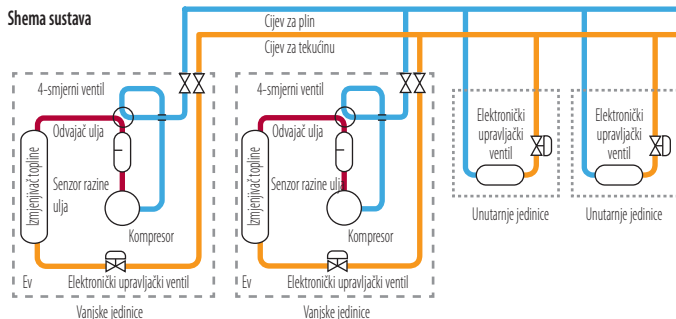 Shema sustava
Cijev za plin
Cijev za tekućinu
4-smjerni ventil
Odvajač ulja
Izmjenjivač topline
Senzor razine
ulja
Kompresor
Ev
Elektronički upravljački ventil
Vanjske jedinice
4-smjerni ventil
Odvajač ulja
Izmjenjivač topline
Senzor razine
ulja
Kompresor
Ev
Elektronički upravljački ventil
Vanjske jedinice
Elektronički
upravljački
ventil
Unutarnje jedinice
Elektronički
upravljački
ventil
Unutarnje jedinice